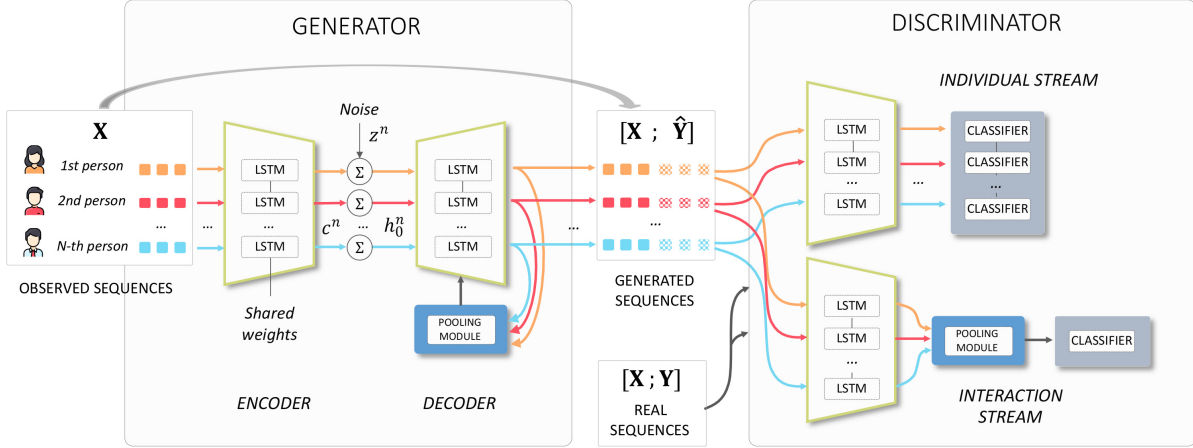 GENERATOR
DISCRIMINATOR
INDIVIDUAL STREAM
X
1st person
2nd person
...
...
N-th person
OBSERVED SEQUENCES
LSTM
LSTM
...
LSTM
Shared
weights
ENCODER
Noise
z^n
Σ
Σ
c^n ... h_0^n
Σ
LSTM
LSTM
...
LSTM
POOLING
MODULE
DECODER
...
[X ; Ŷ]
...
GENERATED
SEQUENCES
[X ; Y]
REAL
SEQUENCES
LSTM
LSTM
...
LSTM
...
CLASSIFIER
CLASSIFIER
...
CLASSIFIER
LSTM
LSTM
...
LSTM
POOLING
MODULE
CLASSIFIER
INTERACTION
STREAM